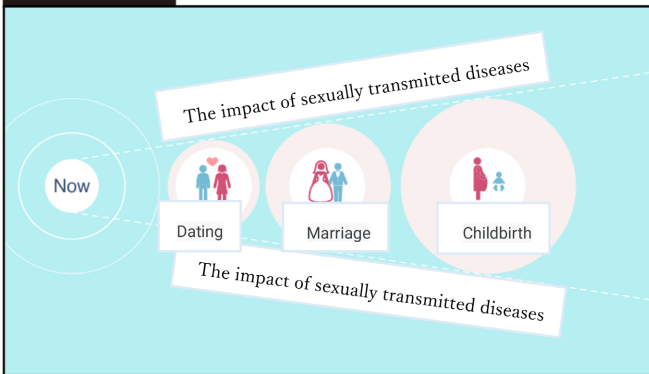 The impact of sexually transmitted diseases
Now
Dating
Marriage
Childbirth
The impact of sexually transmitted diseases